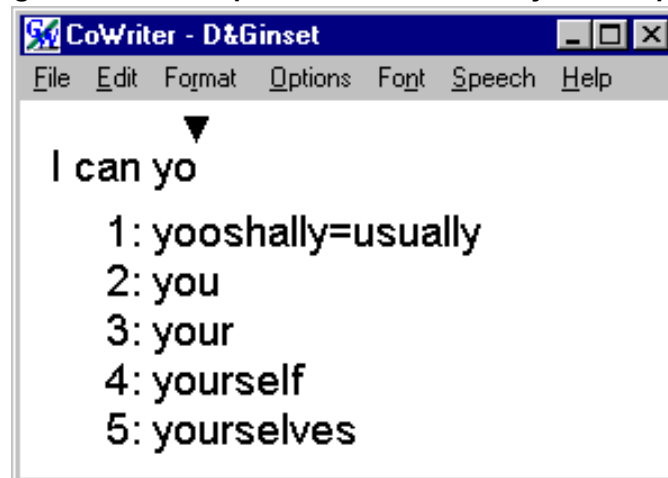 CoWriter - D&Ginset
File Edit Format Options Font Speech Help
I can yo
1: yooshally=usually
2: you
3: your
4: yourself
5: yourselves